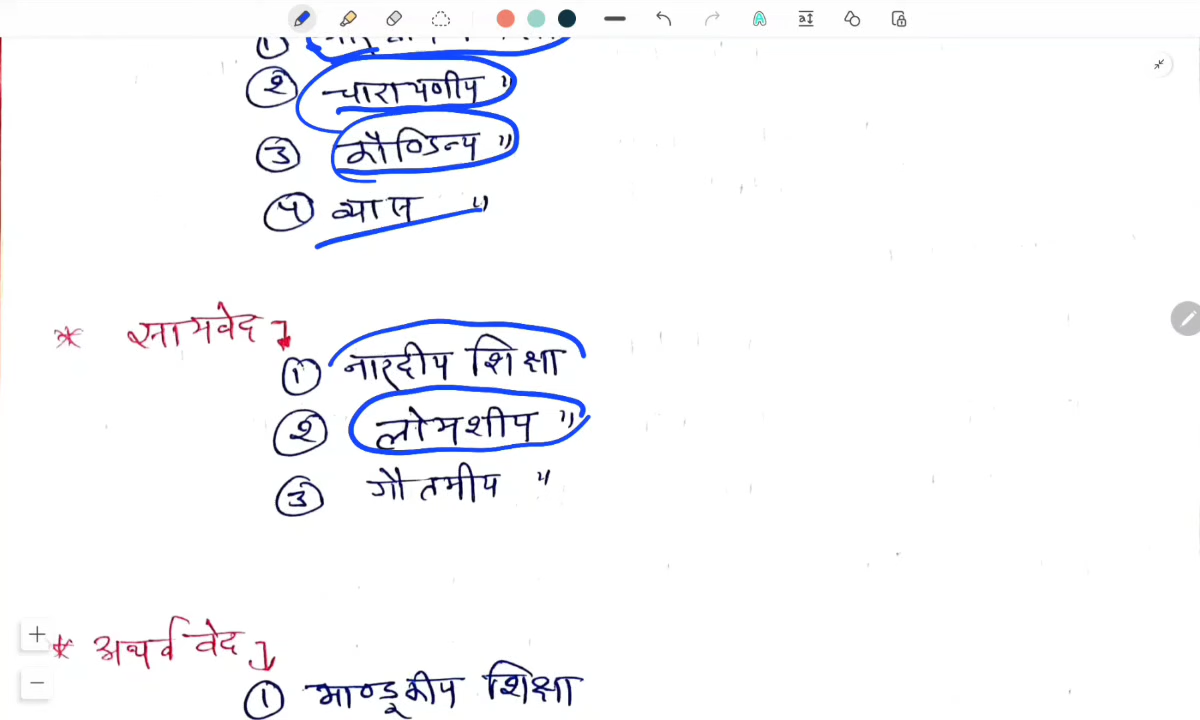 ② चारायणीय "
③ कौण्डिन्य "
④ व्यास "
* सामवेद
① नारदीय शिक्षा
② लोमशीय "
③ गौतमीय "
* अथर्ववेद
① माण्डूकीय शिक्षा